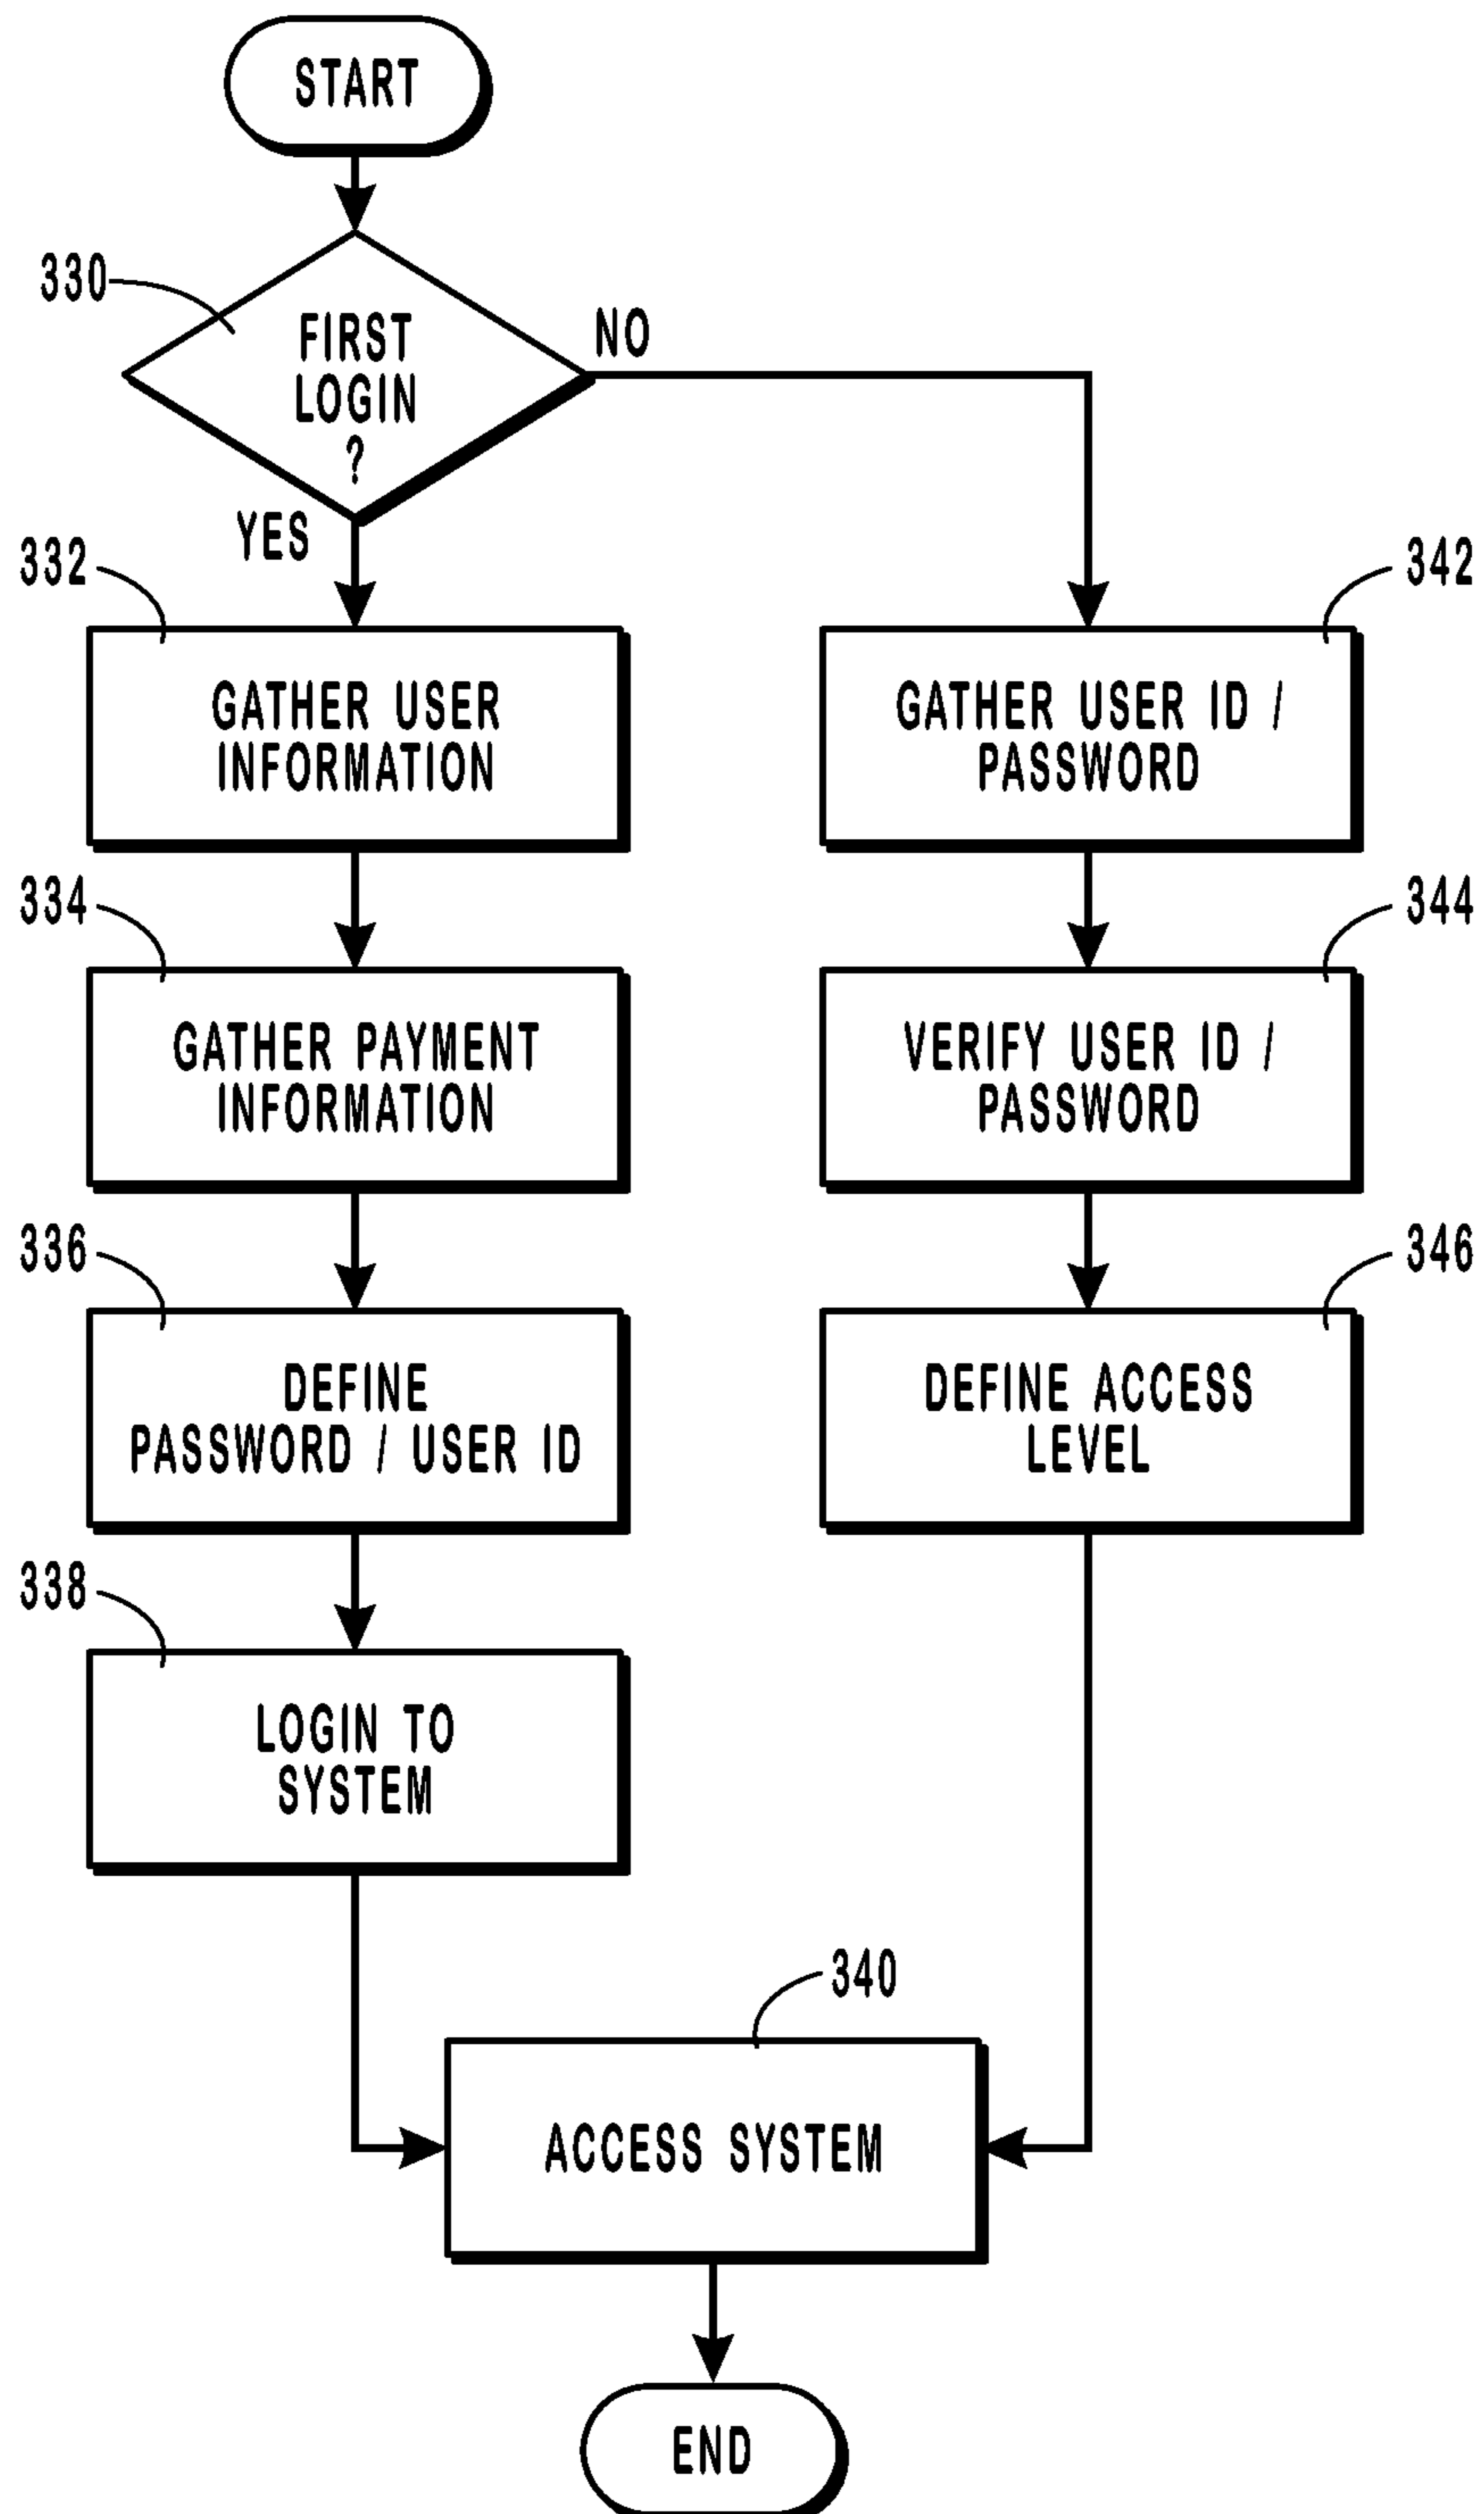 START
330
FIRST
LOGIN
?
NO
YES
332
GATHER USER
INFORMATION
342
GATHER USER ID /
PASSWORD
334
GATHER PAYMENT
INFORMATION
344
VERIFY USER ID /
PASSWORD
336
DEFINE
PASSWORD / USER ID
346
DEFINE ACCESS
LEVEL
338
LOGIN TO
SYSTEM
340
ACCESS SYSTEM
END